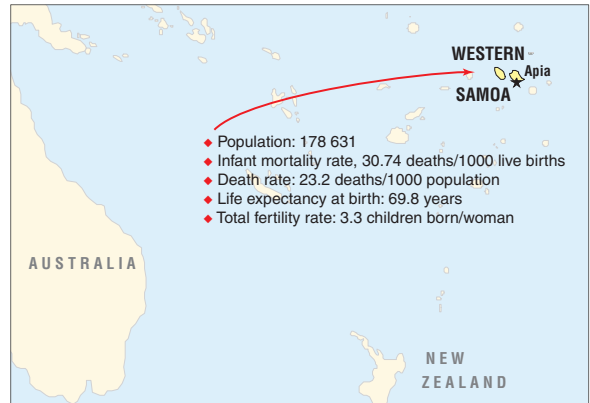 WESTERN
Apia
SAMOA
◆ Population: 178 631
◆ Infant mortality rate, 30.74 deaths/1000 live births
◆ Death rate: 23.2 deaths/1000 population
◆ Life expectancy at birth: 69.8 years
◆ Total fertility rate: 3.3 children born/woman
AUSTRALIA
NEW
ZEALAND